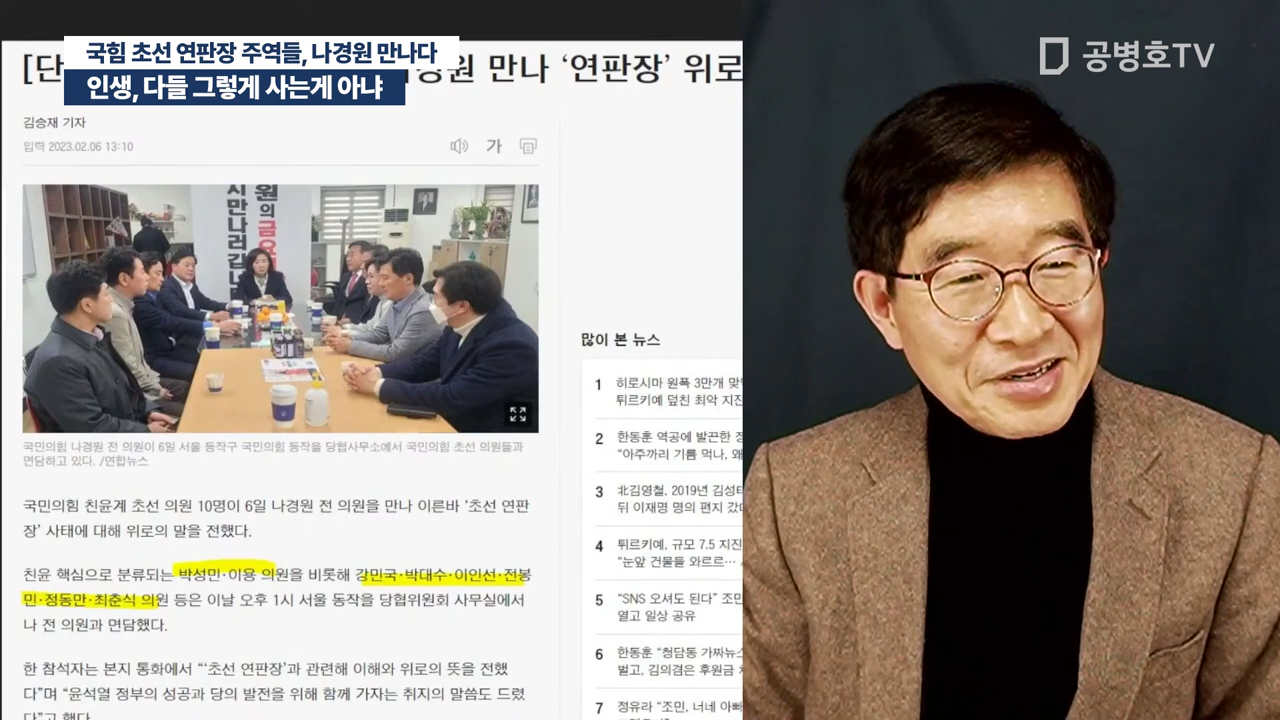 국힘 초선 연판장 주역들, 나경원 만나다
인생, 다들 그렇게 사는게 아냐
공병호TV
[단
경원 만나 ‘연판장’ 위로
김승재 기자
입력 2023.02.06 13:10
가
원의 금요
시 만나러 갑니
국민의힘 나경원 전 의원이 6일 서울 동작구 국민의힘 동작을 당협사무소에서 국민의힘 초선 의원들과
면담하고 있다. /연합뉴스
국민의힘 친윤계 초선 의원 10명이 6일 나경원 전 의원을 만나 이른바 ‘초선 연판
장’ 사태에 대해 위로의 말을 전했다.
친윤 핵심으로 분류되는 박성민·이용 의원을 비롯해 강민국·박대수·이인선·전봉
민·정동만·최춘식 의원 등은 이날 오후 1시 서울 동작을 당협위원회 사무실에서
나 전 의원과 면담했다.
한 참석자는 본지 통화에서 “‘초선 연판장’과 관련해 이해와 위로의 뜻을 전했
다”며 “윤석열 정부의 성공과 당의 발전을 위해 함께 가자는 취지의 말씀도 드렸
다”고 했다
많이 본 뉴스
1 히로시마 원폭 3만개 맞
튀르키예 덮친 최악 지진
2 한동훈 역공에 발끈한 정
“아주까리 기름 먹나, 왜
3 北김영철, 2019년 김성태
뒤 이재명 명의 편지 갔
4 튀르키예, 규모 7.5 지진
“눈앞 건물들 와르르…
5 “SNS 오셔도 된다” 조민
열고 일상 공유
6 한동훈 “청담동 가짜뉴스
벌고, 김의겸은 후원금
7 정유라 “조민, 너네 아빠